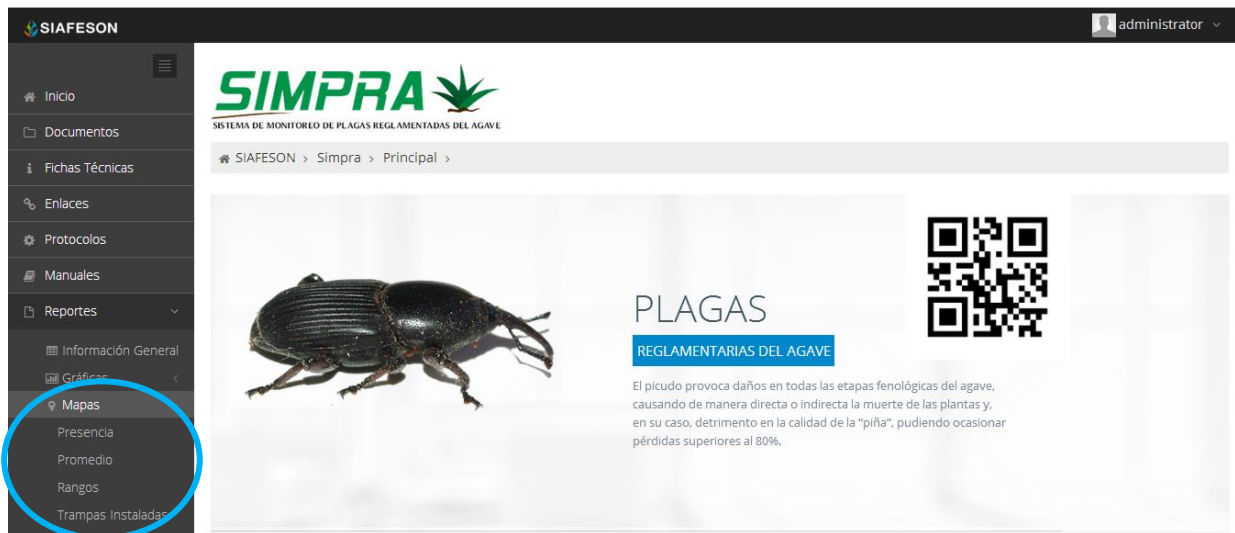 SIAFESON
administrator
Inicio
Documentos
Fichas Técnicas
Enlaces
Protocolos
Manuales
Reportes
Información General
Gráficas
Mapas
Presencia
Promedio
Rangos
Trampas Instaladas
SIMPRA
SISTEMA DE MONITOREO DE PLAGAS REGLAMENTADAS DEL AGAVE
SIAFESON > Simpra > Principal >
PLAGAS
REGLAMENTARIAS DEL AGAVE
El picudo provoca daños en todas las etapas fenológicas del agave,
causando de manera directa o indirecta la muerte de las plantas y,
en su caso, detrimento en la calidad de la "piña", pudiendo ocasionar
pérdidas superiores al 80%.